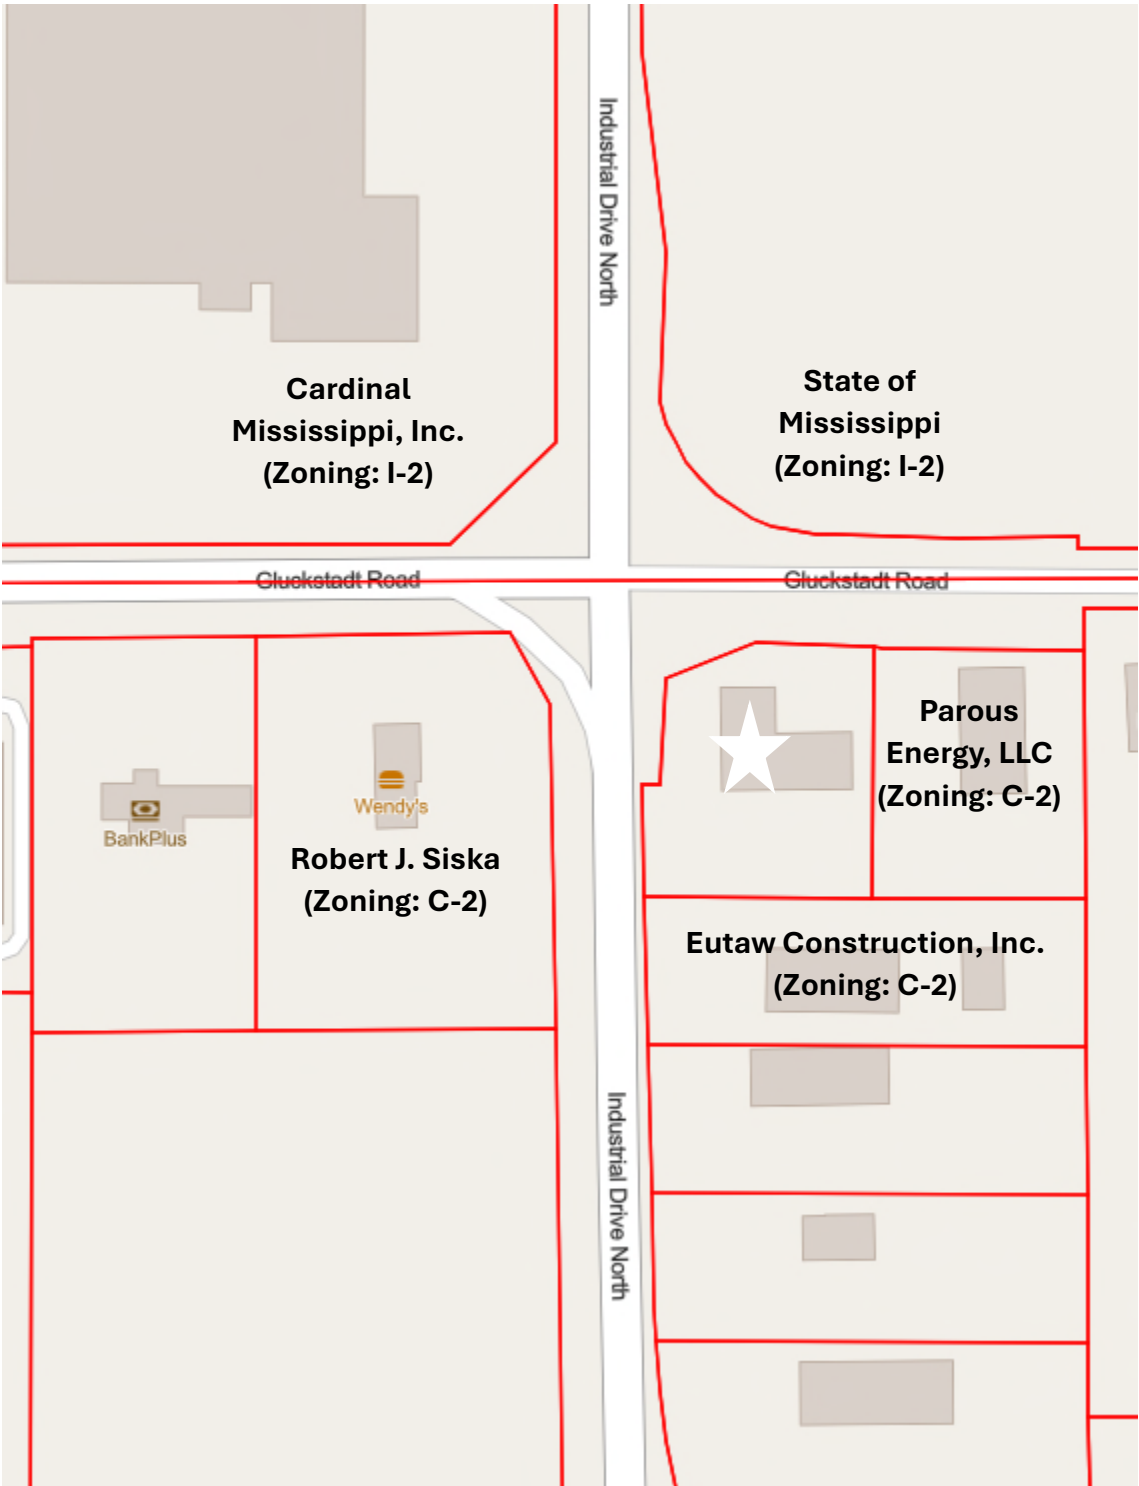 Industrial Drive North
Cardinal
Mississippi, Inc.
(Zoning: I-2)
State of
Mississippi
(Zoning: I-2)
Gluckstadt Road
Gluckstadt Road
BankPlus
Wendy's
Robert J. Siska
(Zoning: C-2)
Parous
Energy, LLC
(Zoning: C-2)
Eutaw Construction, Inc.
(Zoning: C-2)
Industrial Drive North